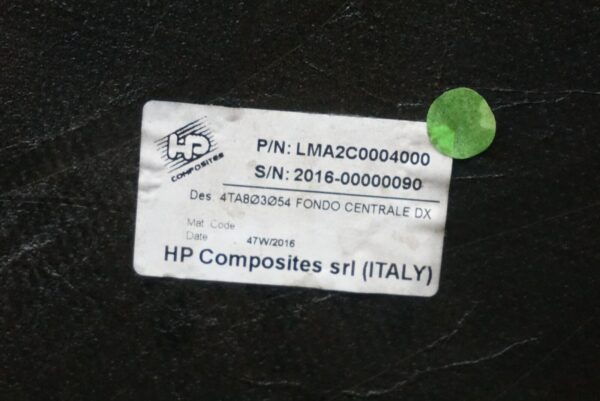 HP
COMPOSITES
P/N: LMA2C0004000
S/N: 2016-00000090
Des. 4TA8Ø3Ø54 FONDO CENTRALE DX
Mat. Code
Date 47W/2016
HP Composites srl (ITALY)